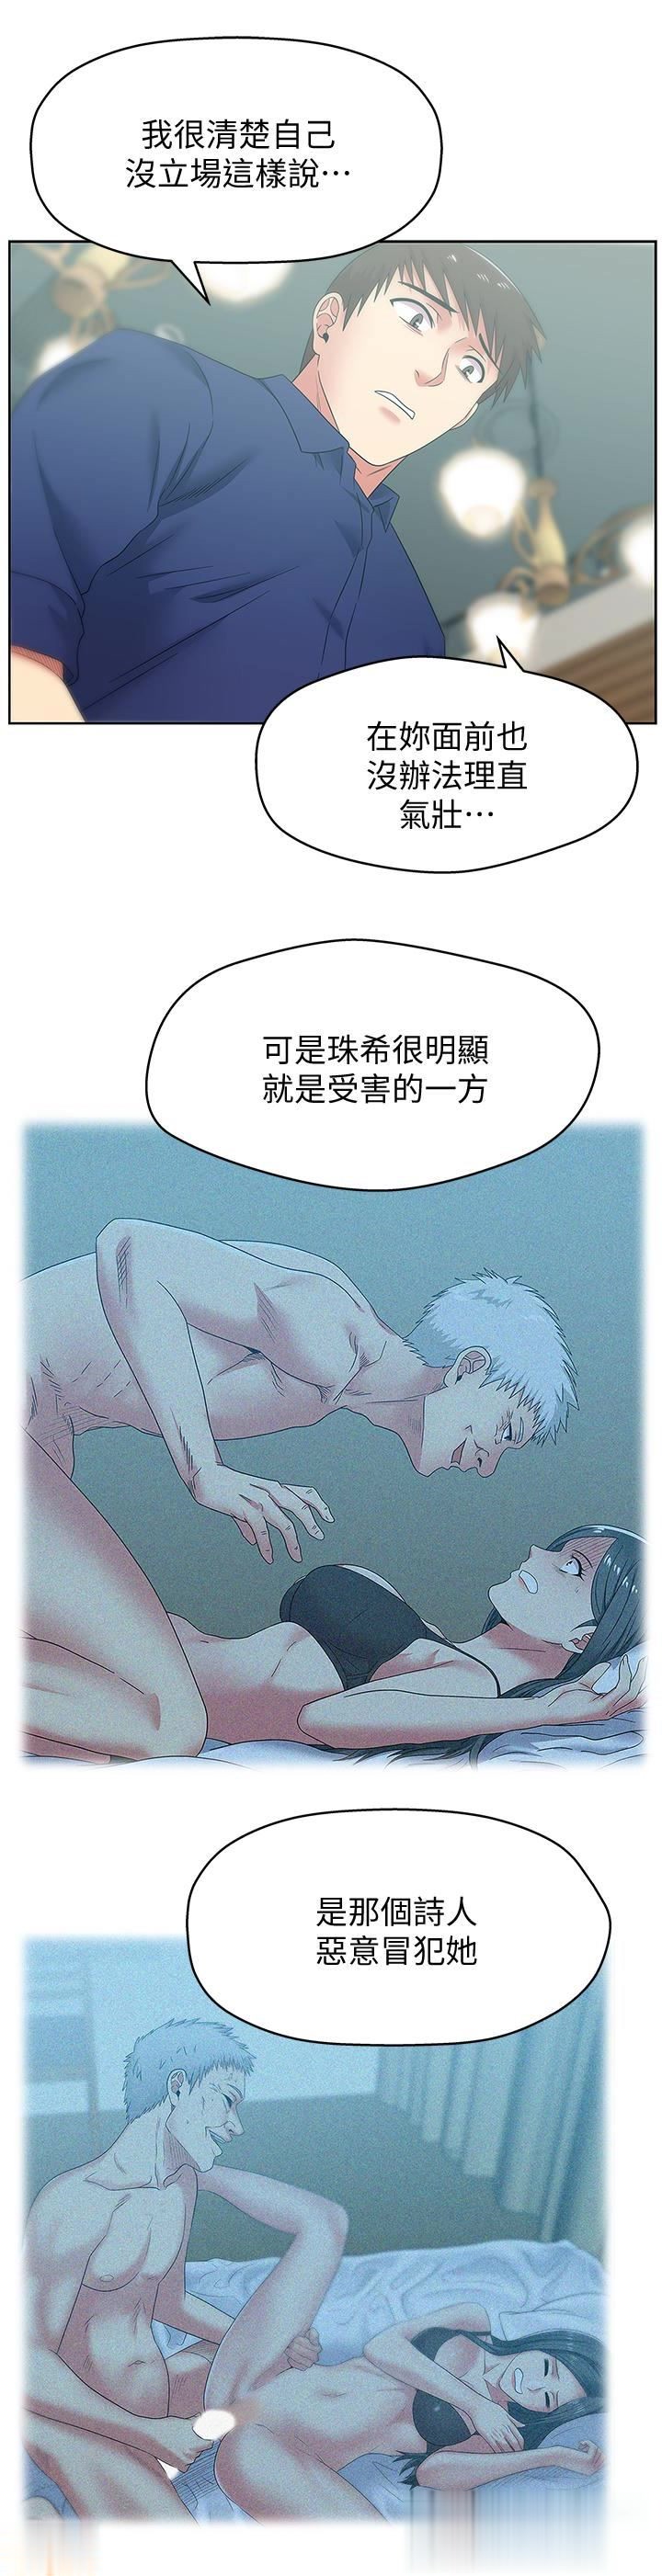 我很清楚自己
沒立場這樣說⋯
在妳面前也
沒辦法理直
氣壯⋯
可是珠希很明顯
就是受害的一方
是那個詩人
惡意冒犯她